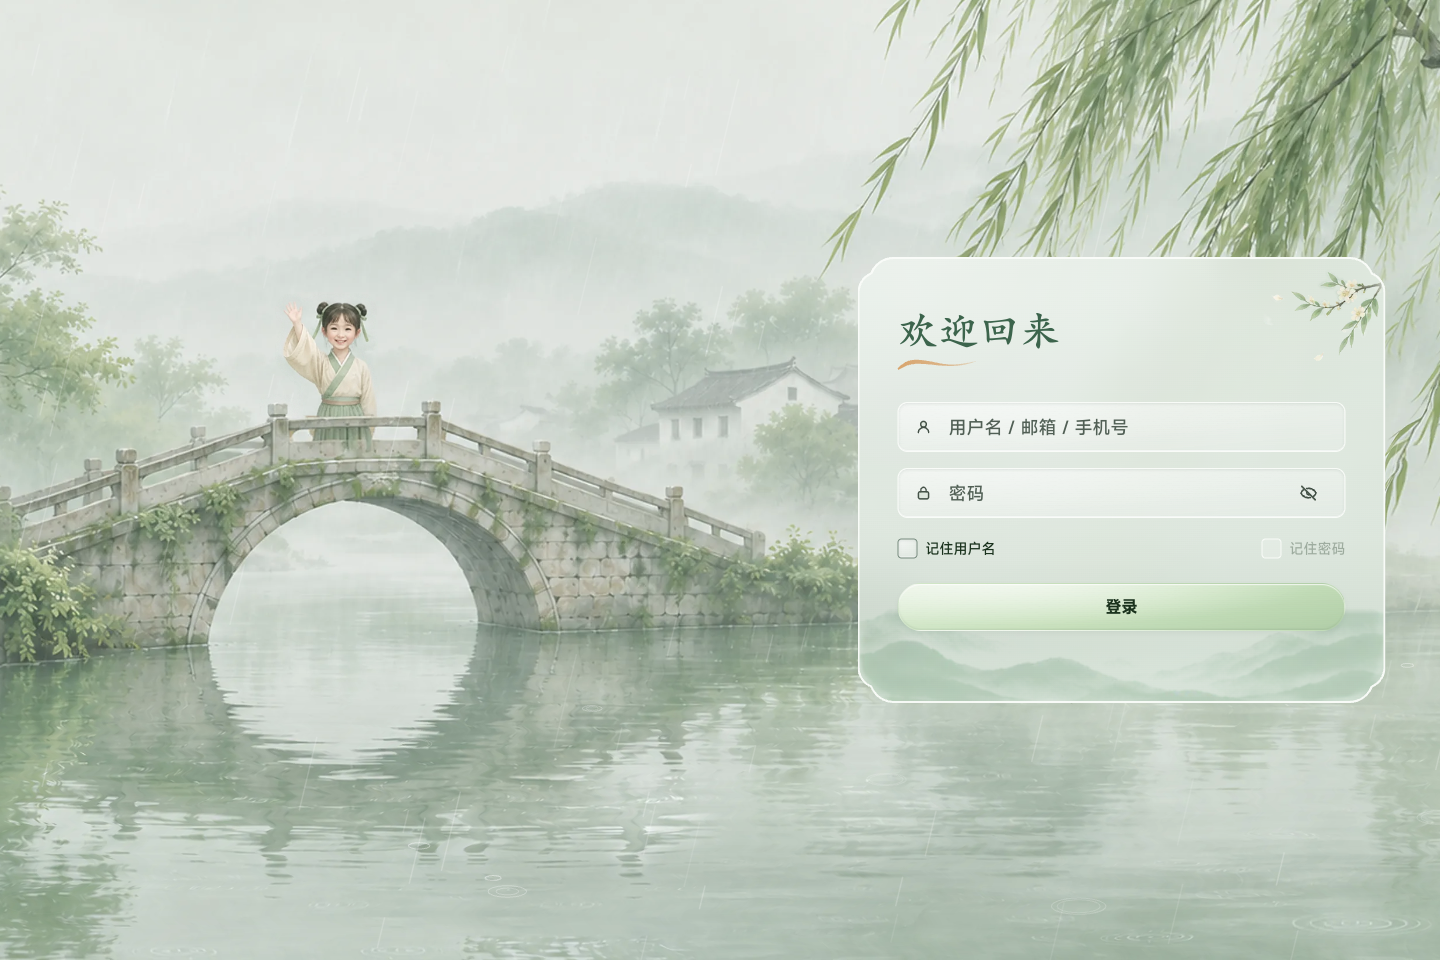 欢迎回来
用户名 / 邮箱 / 手机号
密码
记住用户名
记住密码
登录